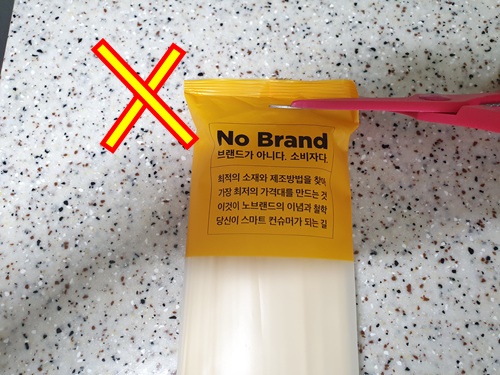 No Brand
브랜드가 아니다. 소비자다.
최적의 소재와 제조방법을 찾아
가장 최저의 가격대를 만드는 것
이것이 노브랜드의 이념과 철학
당신이 스마트 컨슈머가 되는 길